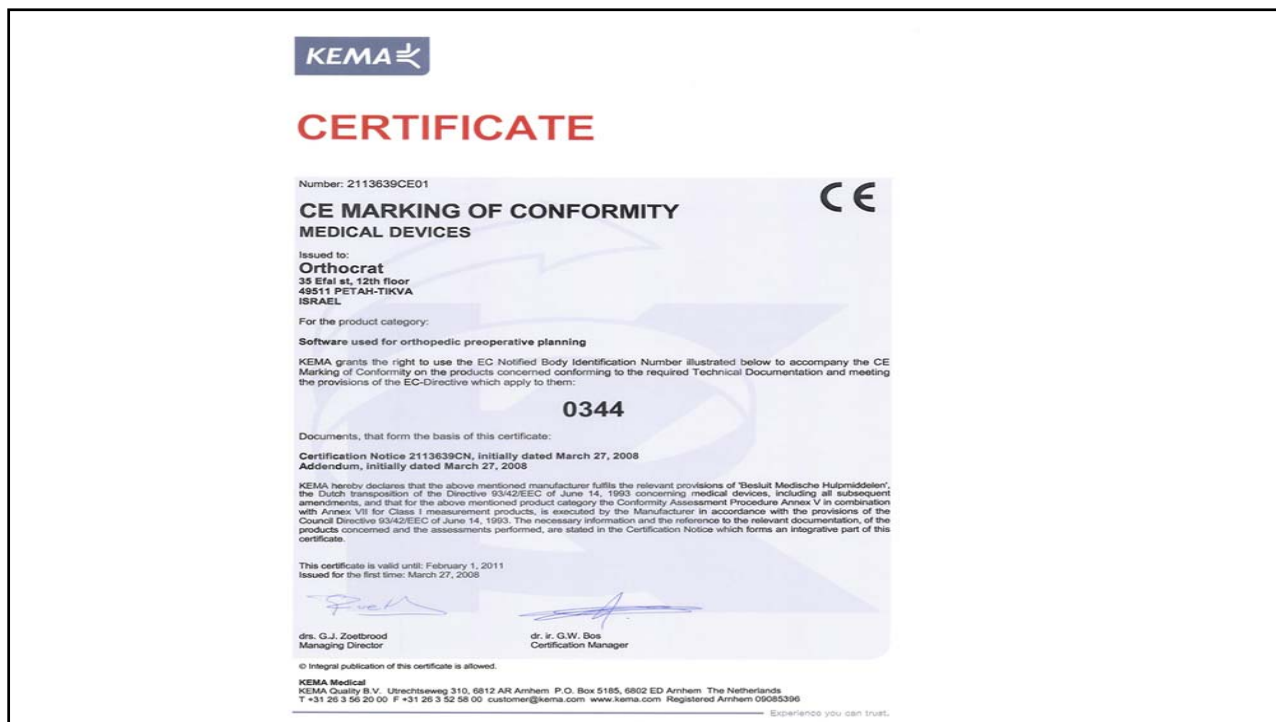 KEMA
CERTIFICATE
Number: 2113639CE01
CE
CE MARKING OF CONFORMITY
MEDICAL DEVICES
Issued to:
Orthocrat
35 Efal st, 12th floor
49511 PETAH-TIKVA
ISRAEL
For the product category:
Software used for orthopedic preoperative planning
KEMA grants the right to use the EC Notified Body Identification Number illustrated below to accompany the CE
Marking of Conformity on the products concerned conforming to the required Technical Documentation and meeting
the provisions of the EC-Directive which apply to them:
0344
Documents, that form the basis of this certificate:
Certification Notice 2113639CN, initially dated March 27, 2008
Addendum, initially dated March 27, 2008
KEMA hereby declares that the above mentioned manufacturer fulfils the relevant provisions of 'Besluit Medische Hulpmiddelen',
the Dutch transposition of the Directive 93/42/EEC of June 14, 1993 concerning medical devices, including all subsequent
amendments, and that for the above mentioned product category the Conformity Assessment Procedure Annex V in combination
with Annex VII for Class I measurement products, is executed by the Manufacturer in accordance with the provisions of the
Council Directive 93/42/EEC of June 14, 1993. The necessary information and the reference to the relevant documentation, of the
products concerned and the assessments performed, are stated in the Certification Notice which forms an integrative part of this
certificate.
This certificate is valid until: February 1, 2011
Issued for the first time: March 27, 2008
drs. G.J. Zoetbrood
Managing Director
dr. ir. G.W. Bos
Certification Manager
© Integral publication of this certificate is allowed.
KEMA Medical
KEMA Quality B.V. Utrechtseweg 310, 6812 AR Arnhem P.O. Box 5185, 6802 ED Arnhem The Netherlands
T +31 26 3 56 20 00 F +31 26 3 52 58 00 customer@kema.com www.kema.com Registered Arnhem 09085396
Experience you can trust.